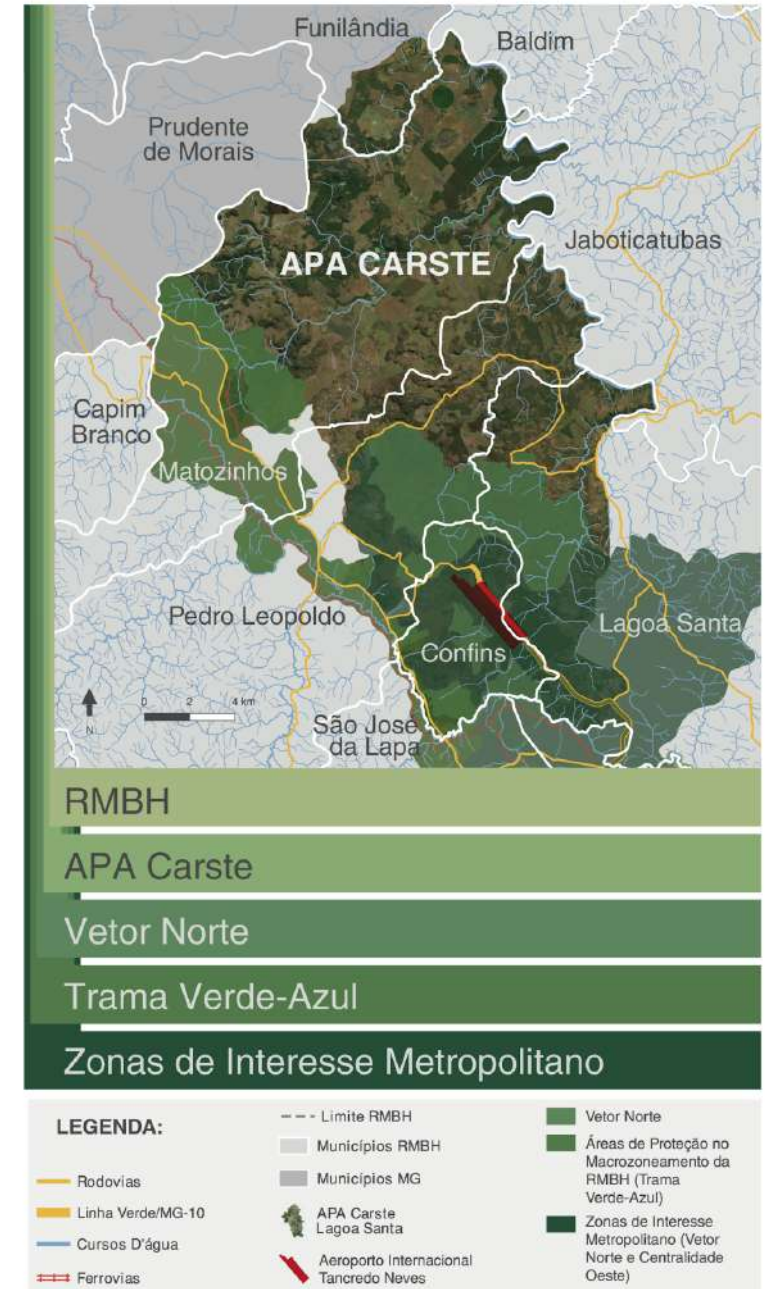 Funilândia
Baldim
Prudente
de Morais
Jaboticatubas
APA CARSTE
Capim
Branco
Matozinhos
Pedro Leopoldo
Lagoa Santa
Confins
0 2 4 km
N
São José
da Lapa
RMBH
APA Carste
Vetor Norte
Trama Verde-Azul
Zonas de Interesse Metropolitano
LEGENDA:
Rodovias
Linha Verde/MG-10
Cursos D'água
Ferrovias
Limite RMBH
Municípios RMBH
Municípios MG
APA Carste
Lagoa Santa
Aeroporto Internacional
Tancredo Neves
Vetor Norte
Áreas de Proteção no
Macrozoneamento da
RMBH (Trama
Verde-Azul)
Zonas de Interesse
Metropolitano (Vetor
Norte e Centralidade
Oeste)